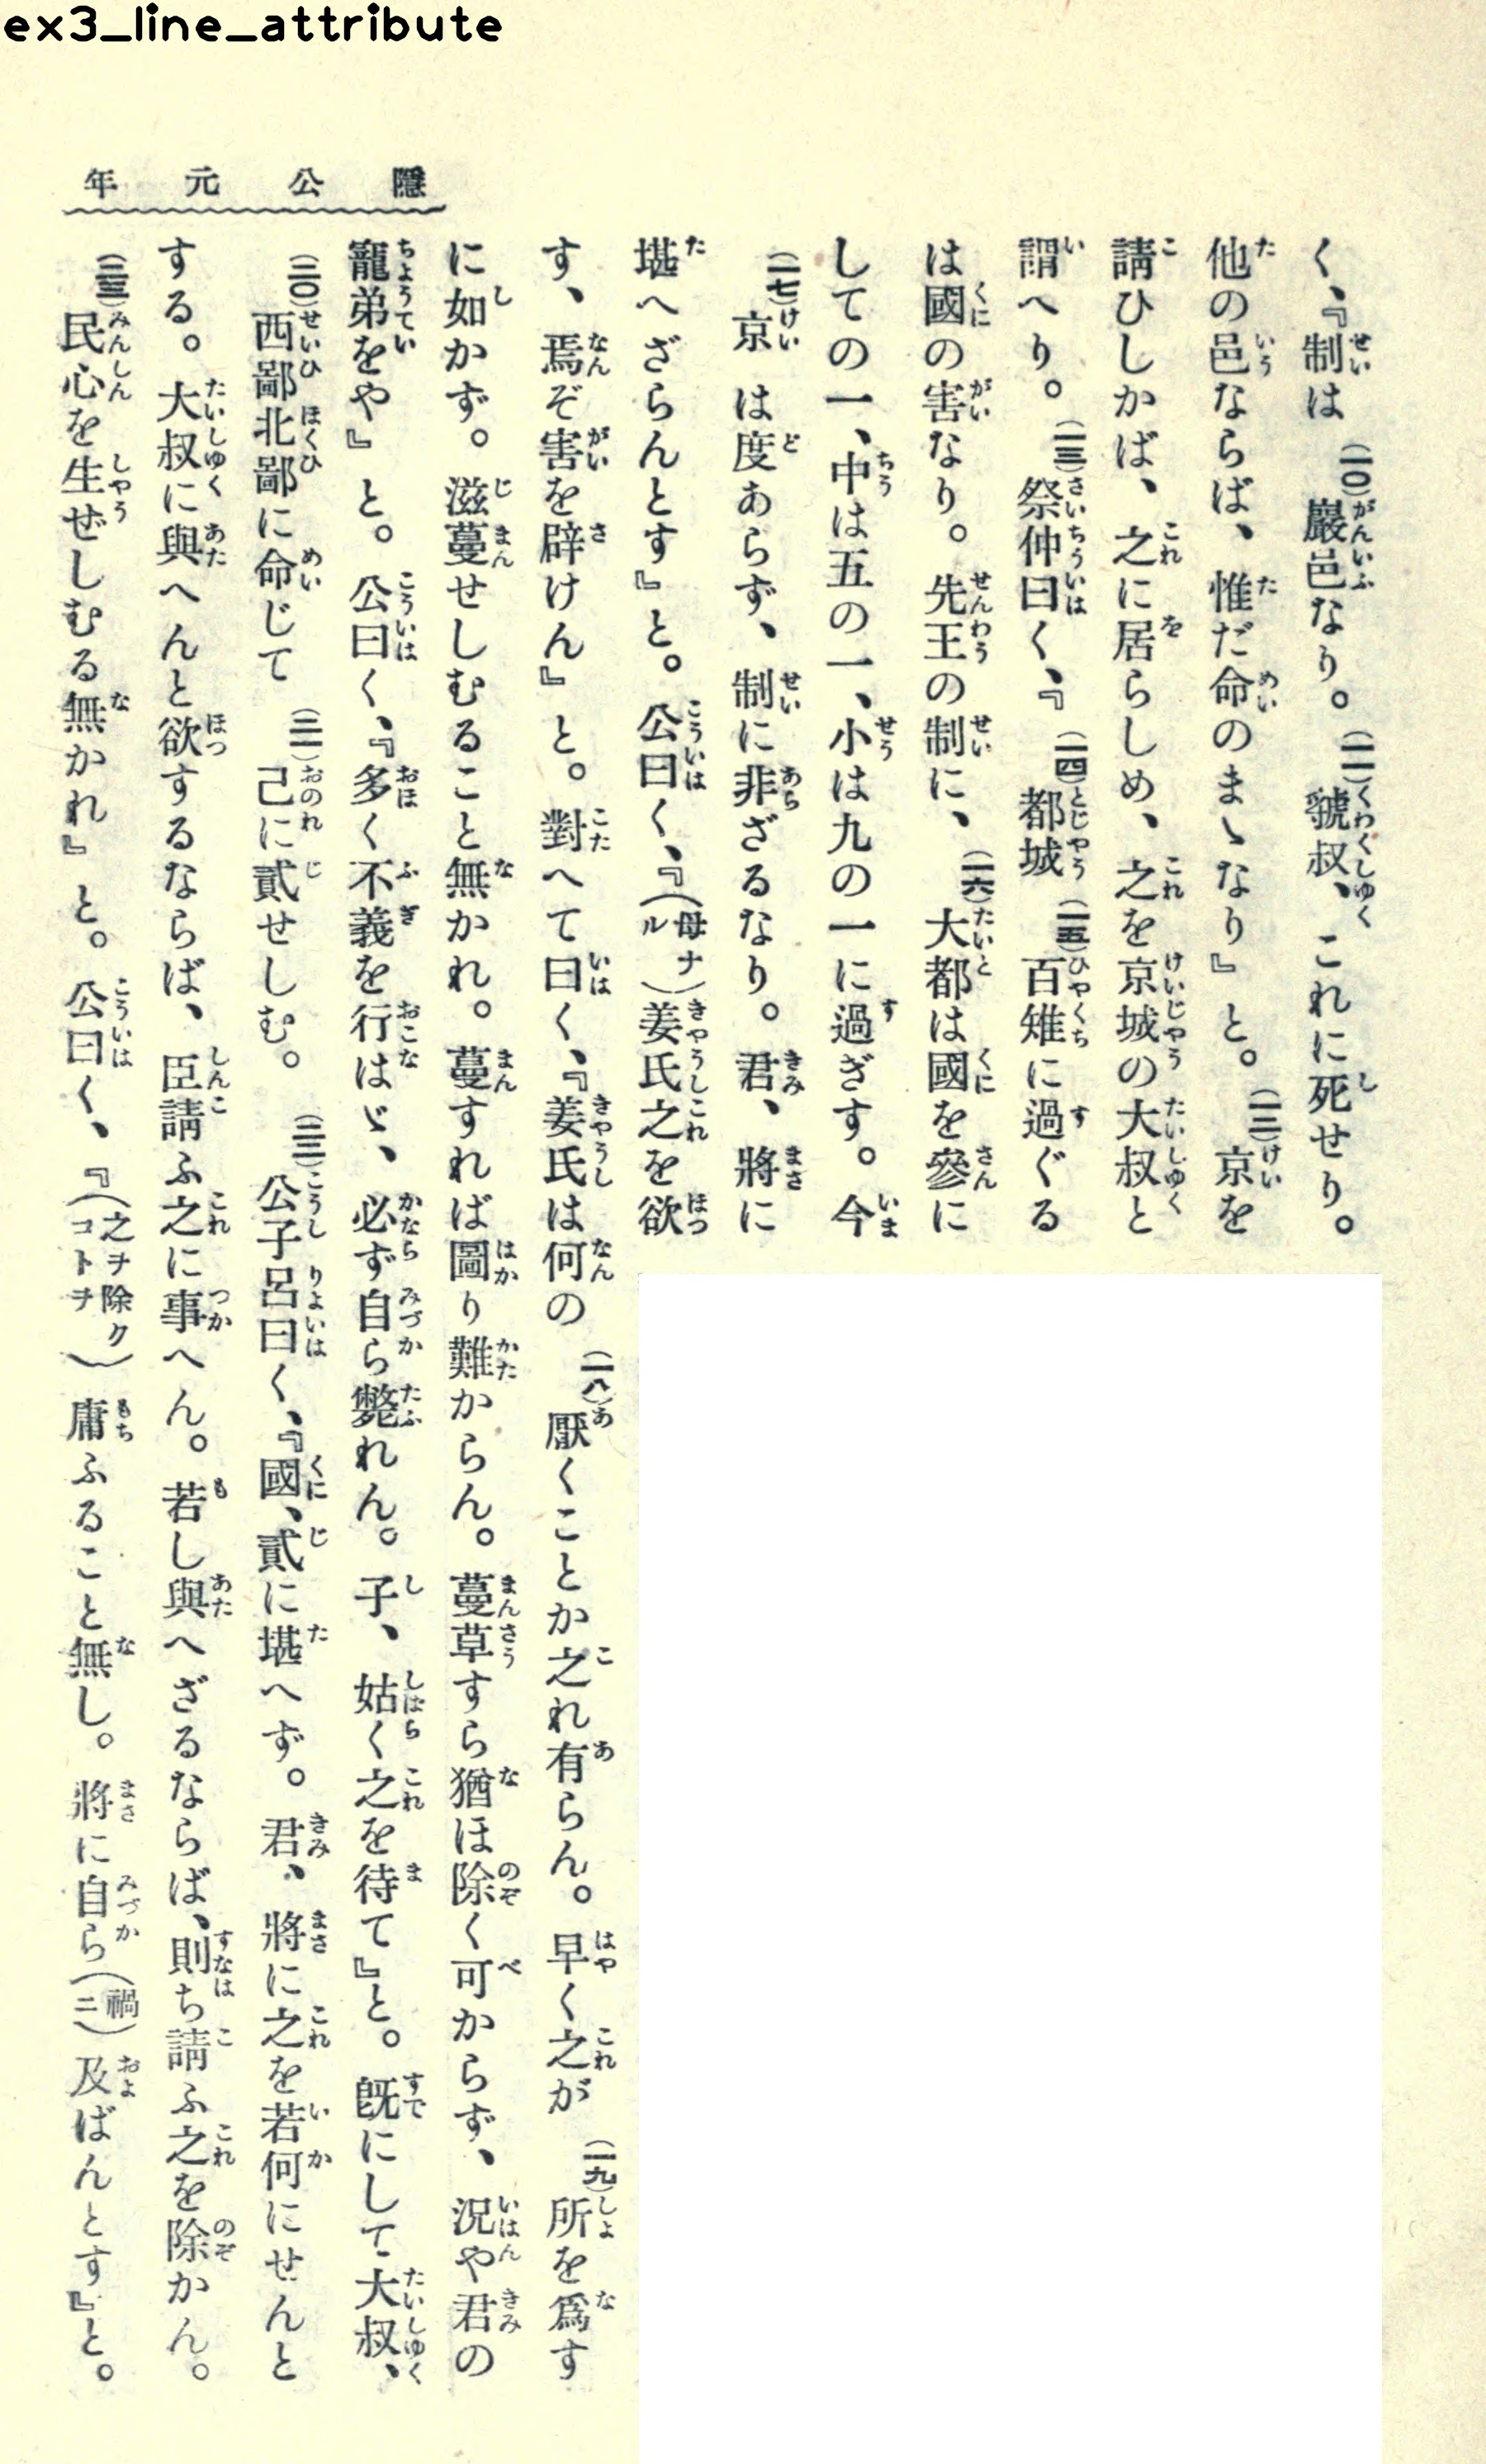 ex3_line_attribute
隱公元年
く、『制は(一〇)巖邑なり。(一一)虢叔、これに死せり。
他の邑ならば、惟だ命のまゝなり』と。(一二)京を
請ひしかば、之に居らしめ、之を京城の大叔と
謂へり。(一三)祭仲曰く、『(一四)都城(一五)百雉に過ぐる
は國の害なり。先王の制に、(一六)大都は國を參に
しての一、中は五の一、小は九の一に過ぎす。今
(一七)京は度あらず、制に非ざるなり。君、將に
堪へざらんとす』と。公曰く、『(母ナル)姜氏之を欲
す、焉ぞ害を辟けん』と。對へて曰く、『姜氏は何の(一八)厭くことか之れ有らん。早く之が(一九)所を爲す
に如かず。滋蔓せしむること無かれ。蔓すれば圖り難からん。蔓草すら猶ほ除く可からず、況や君の
寵弟をや』と。公曰く、『多く不義を行はゞ、必ず自ら斃れん。子、姑く之を待て』と。既にして大叔、
(二〇)西鄙北鄙に命じて(二一)己に貳せしむ。(二二)公子呂曰く、『國、貳に堪へず。君、將に之を若何にせんと
する。大叔に與へんと欲するならば、臣請ふ之に事へん。若し與へざるならば、則ち請ふ之を除かん。
(二三)民心を生ぜしむる無かれ』と。公曰く、『(之ヲ除クコトヲ)庸ふること無し。將に自ら(禍ニ)及ばんとす』と。